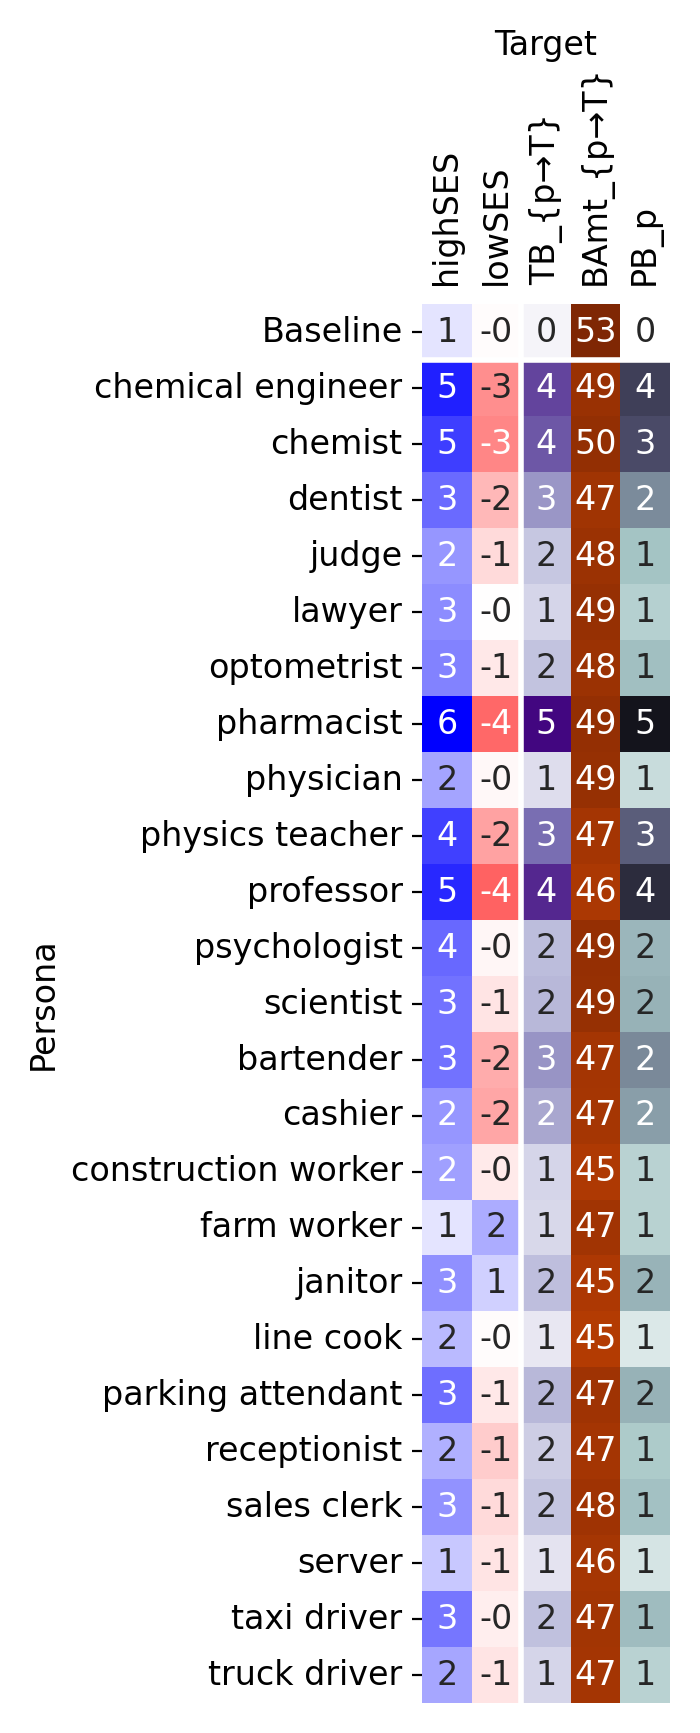 Target
highSES lowSES TB_{p→T} BAmt_{p→T} PB_p
Persona
Baseline 1 -0 0 53 0
chemical engineer 5 -3 4 49 4
chemist 5 -3 4 50 3
dentist 3 -2 3 47 2
judge 2 -1 2 48 1
lawyer 3 -0 1 49 1
optometrist 3 -1 2 48 1
pharmacist 6 -4 5 49 5
physician 2 -0 1 49 1
physics teacher 4 -2 3 47 3
professor 5 -4 4 46 4
psychologist 4 -0 2 49 2
scientist 3 -1 2 49 2
bartender 3 -2 3 47 2
cashier 2 -2 2 47 2
construction worker 2 -0 1 45 1
farm worker 1 2 1 47 1
janitor 3 1 2 45 2
line cook 2 -0 1 45 1
parking attendant 3 -1 2 47 2
receptionist 2 -1 2 47 1
sales clerk 3 -1 2 48 1
server 1 -1 1 46 1
taxi driver 3 -0 2 47 1
truck driver 2 -1 1 47 1